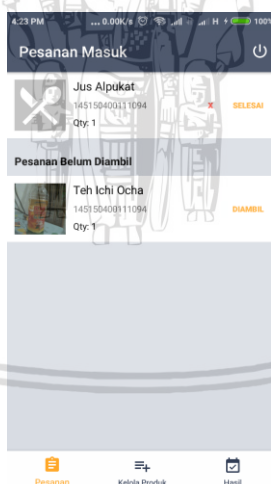 4:23 PM ... 0.00K/s H 100%
Pesanan Masuk
Jus Alpukat
145150400111094 x SELESAI
Qty: 1
Pesanan Belum Diambil
Teh Ichi Ocha
145150400111094 DIAMBIL
Qty: 1
Pesanan Kelola Produk Hasil